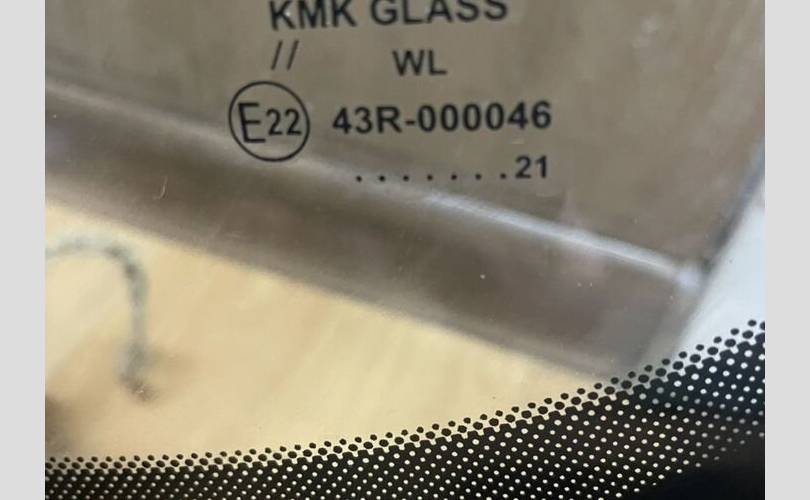 KMK GLASS
// WL
E22 43R-000046
.......21